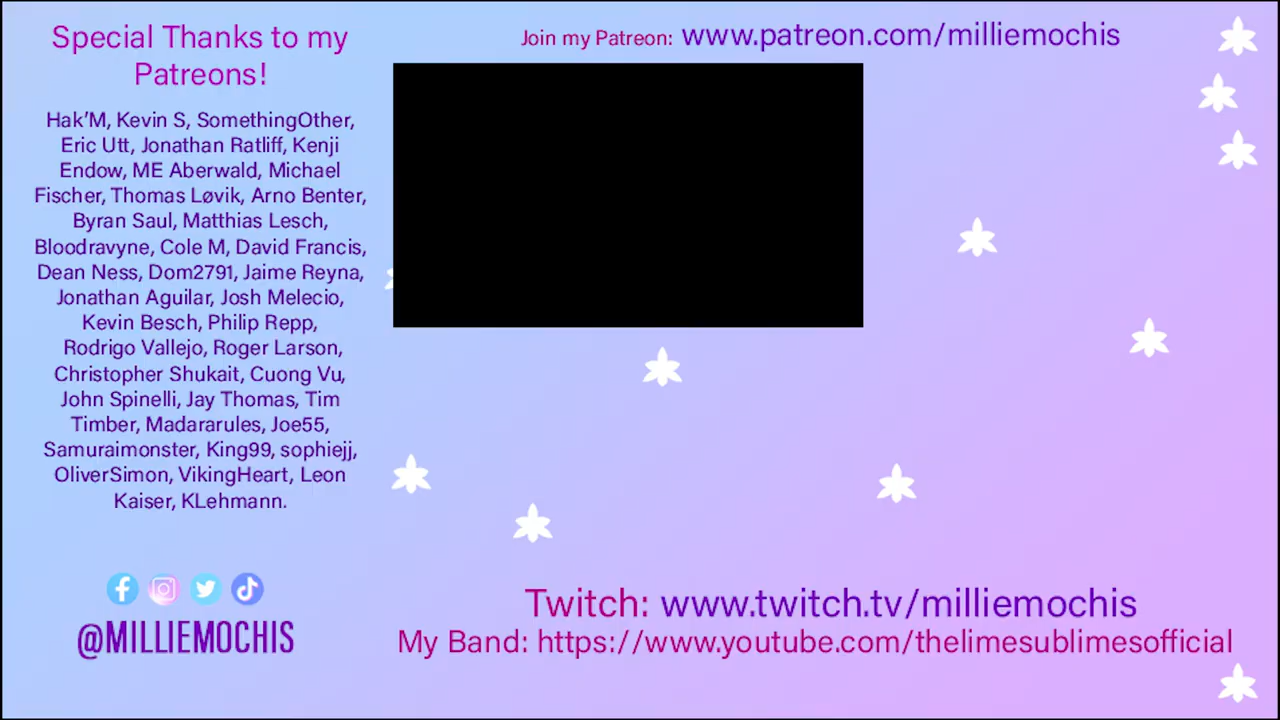 Special Thanks to my
Patreons!
Hak’M, Kevin S, SomethingOther,
Eric Utt, Jonathan Ratliff, Kenji
Endow, ME Aberwald, Michael
Fischer, Thomas Løvik, Arno Benter,
Byran Saul, Matthias Lesch,
Bloodravyne, Cole M, David Francis,
Dean Ness, Dom2791, Jaime Reyna,
Jonathan Aguilar, Josh Melecio,
Kevin Besch, Philip Repp,
Rodrigo Vallejo, Roger Larson,
Christopher Shukait, Cuong Vu,
John Spinelli, Jay Thomas, Tim
Timber, Madararules, Joe55,
Samuraimonster, King99, sophiejj,
OliverSimon, VikingHeart, Leon
Kaiser, KLehmann.
@MILLIEMOCHIS
Join my Patreon: www.patreon.com/milliemochis
Twitch: www.twitch.tv/milliemochis
My Band: https://www.youtube.com/thelimesublimesofficial